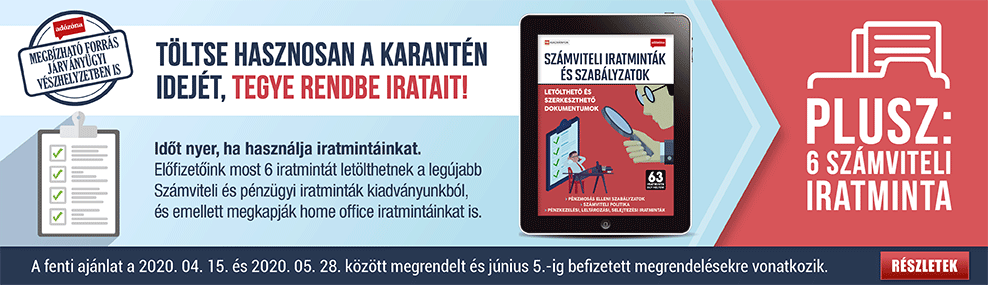 adózóna
MEGBÍZHATÓ FORRÁS
JÁRVÁNYÜGYI
VÉSZHELYZETBEN IS
TÖLTSE HASZNOSAN A KARANTÉN
IDEJÉT, TEGYE RENDBE IRATAIT!
Időt nyer, ha használja iratmintáinkat.
Előfizetőink most 6 iratmintát letölthetnek a legújabb
Számviteli és pénzügyi iratminták kiadványunkból,
és emellett megkapják home office iratmintáinkat is.
adózóna
SZÁMVITELI IRATMINTÁK
ÉS SZABÁLYZATOK
LETÖLTHETŐ ÉS
SZERKESZTHETŐ
DOKUMENTUMOK
63
• PÉNZMOSÁS ELLENI SZABÁLYZATOK
• SZÁMVITELI POLITIKA
• PÉNZKEZELÉSI, LELTÁROZÁSI, SELEJTEZÉSI IRATMINTÁK
PLUSZ:
6 SZÁMVITELI
IRATMINTA
A fenti ajánlat a 2020. 04. 15. és 2020. 05. 28. között megrendelt és június 5.-ig befizetett megrendelésekre vonatkozik.
RÉSZLETEK